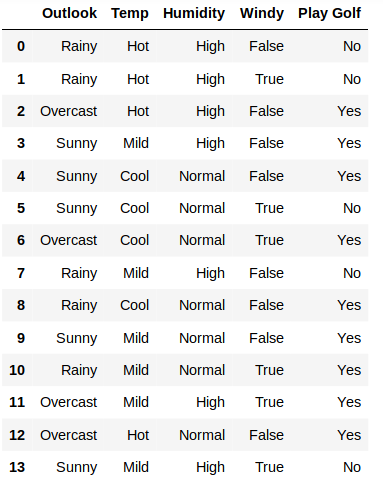 Outlook Temp Humidity Windy Play Golf
0 Rainy Hot High False No
1 Rainy Hot High True No
2 Overcast Hot High False Yes
3 Sunny Mild High False Yes
4 Sunny Cool Normal False Yes
5 Sunny Cool Normal True No
6 Overcast Cool Normal True Yes
7 Rainy Mild High False No
8 Rainy Cool Normal False Yes
9 Sunny Mild Normal False Yes
10 Rainy Mild Normal True Yes
11 Overcast Mild High True Yes
12 Overcast Hot Normal False Yes
13 Sunny Mild High True No